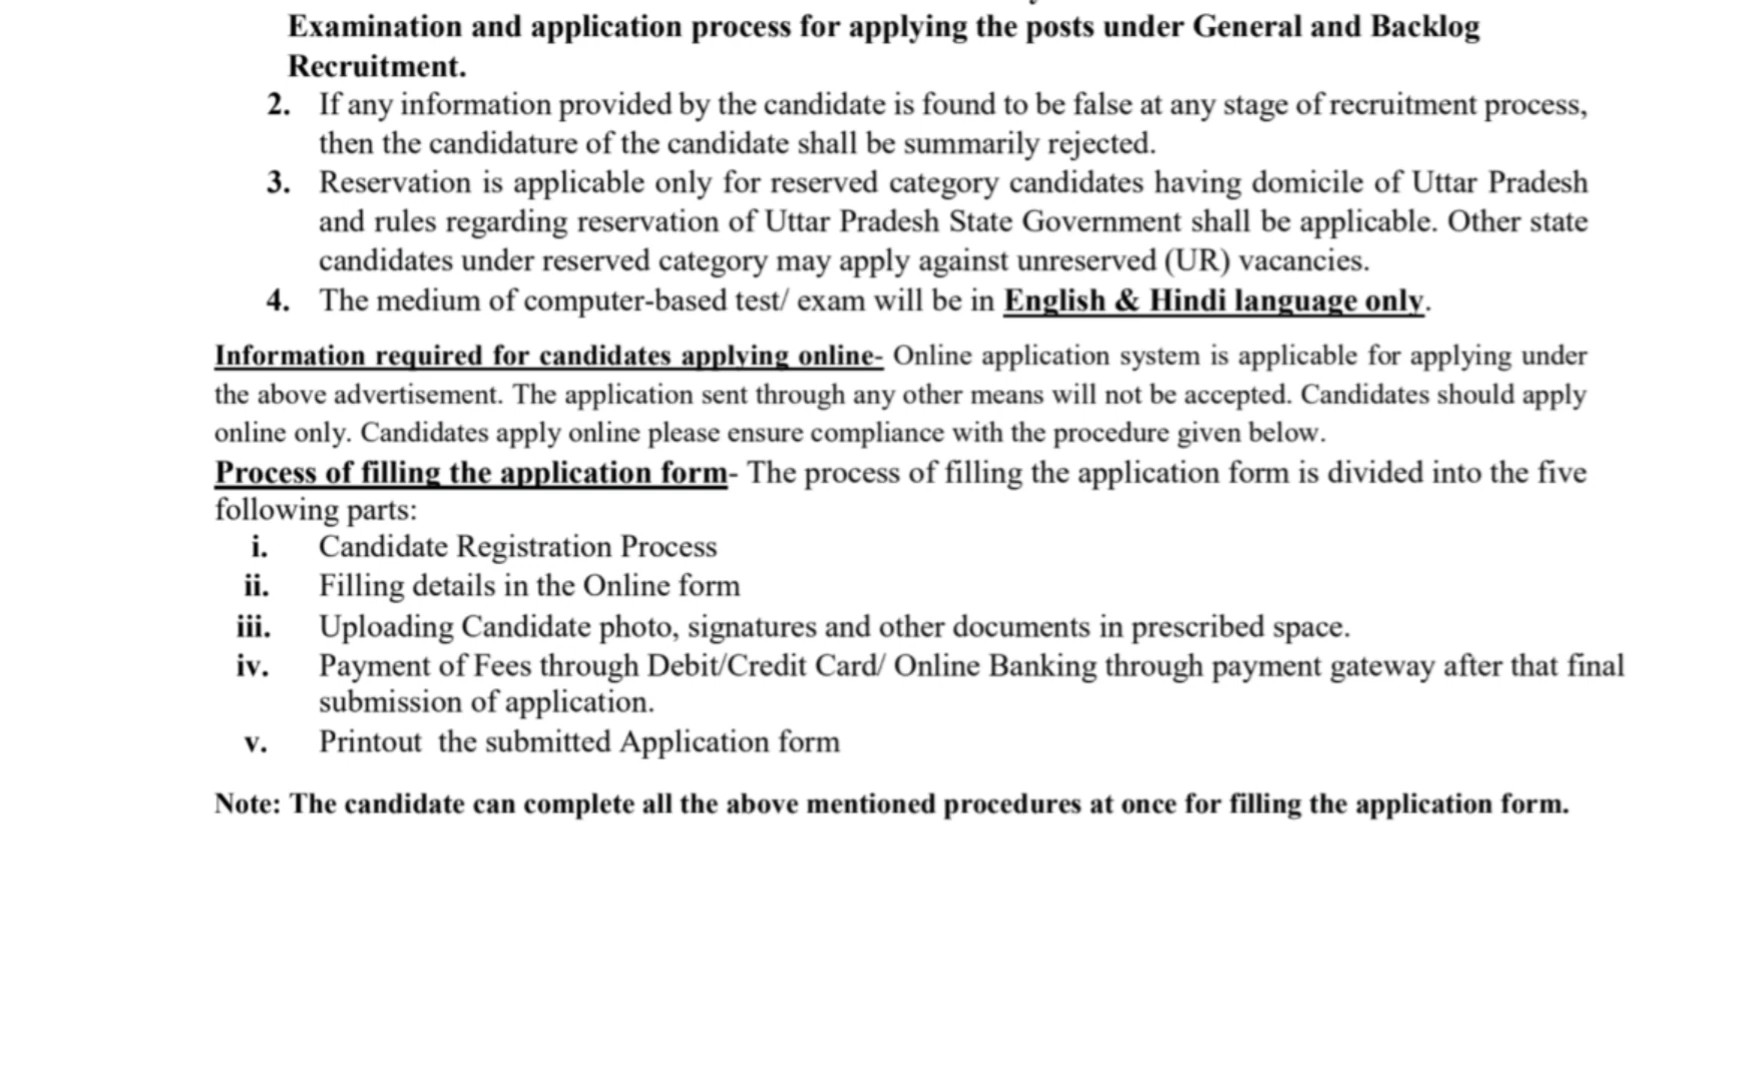 Examination and application process for applying the posts under General and Backlog
Recruitment.
2. If any information provided by the candidate is found to be false at any stage of recruitment process,
then the candidature of the candidate shall be summarily rejected.
3. Reservation is applicable only for reserved category candidates having domicile of Uttar Pradesh
and rules regarding reservation of Uttar Pradesh State Government shall be applicable. Other state
candidates under reserved category may apply against unreserved (UR) vacancies.
4. The medium of computer-based test/ exam will be in English & Hindi language only.
Information required for candidates applying online- Online application system is applicable for applying under
the above advertisement. The application sent through any other means will not be accepted. Candidates should apply
online only. Candidates apply online please ensure compliance with the procedure given below.
Process of filling the application form- The process of filling the application form is divided into the five
following parts:
i. Candidate Registration Process
ii. Filling details in the Online form
iii. Uploading Candidate photo, signatures and other documents in prescribed space.
iv. Payment of Fees through Debit/Credit Card/ Online Banking through payment gateway after that final
submission of application.
v. Printout the submitted Application form
Note: The candidate can complete all the above mentioned procedures at once for filling the application form.